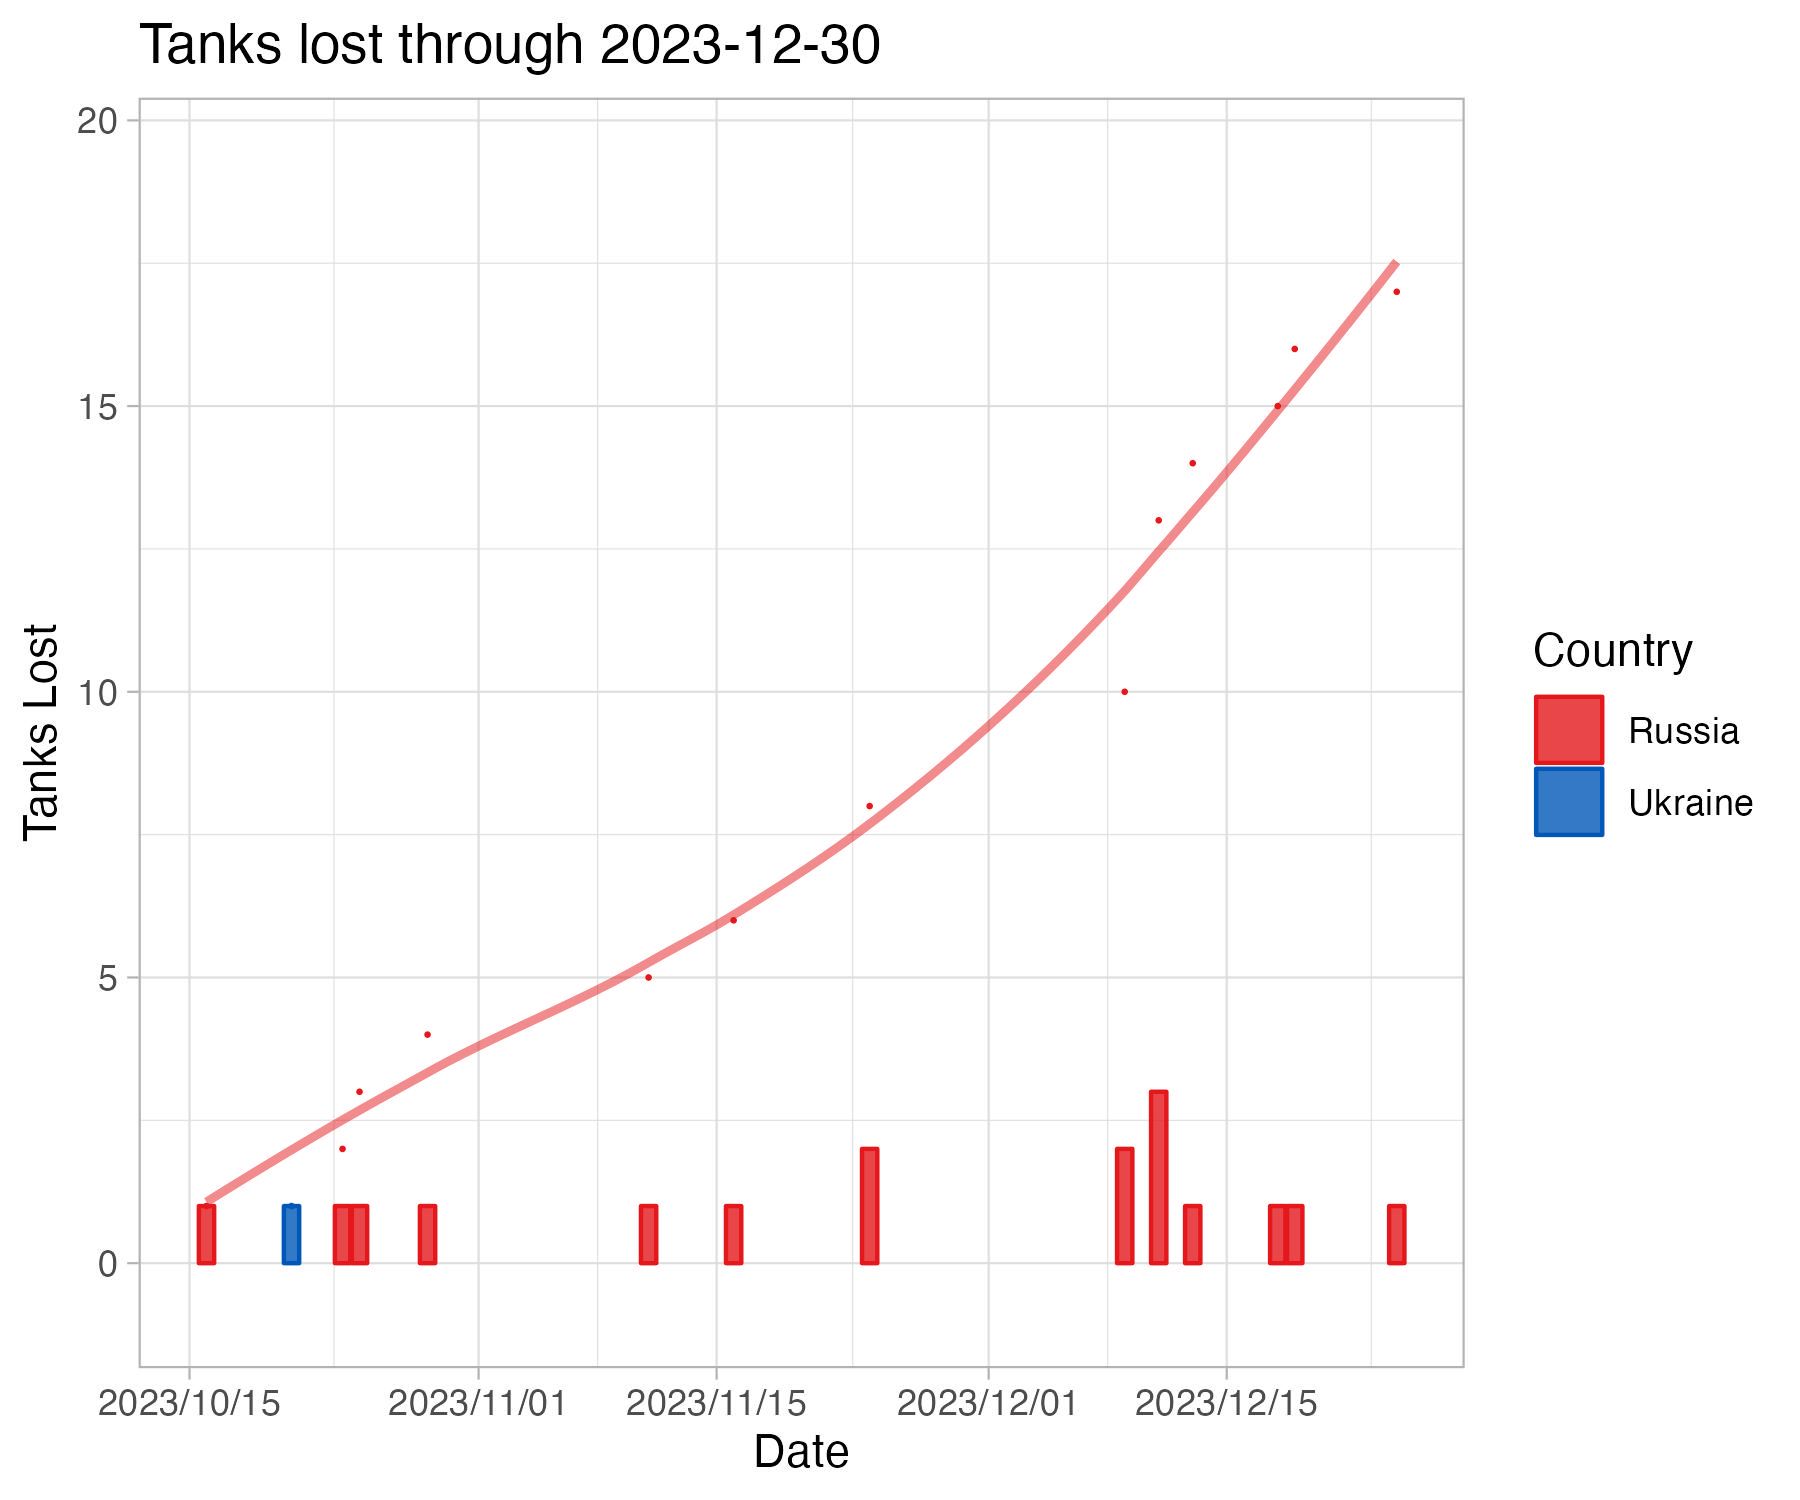 Tanks lost through 2023-12-30
20
15
10
5
0
Tanks Lost
2023/10/15
2023/11/01
2023/11/15
2023/12/01
2023/12/15
Date
Country
Russia
Ukraine